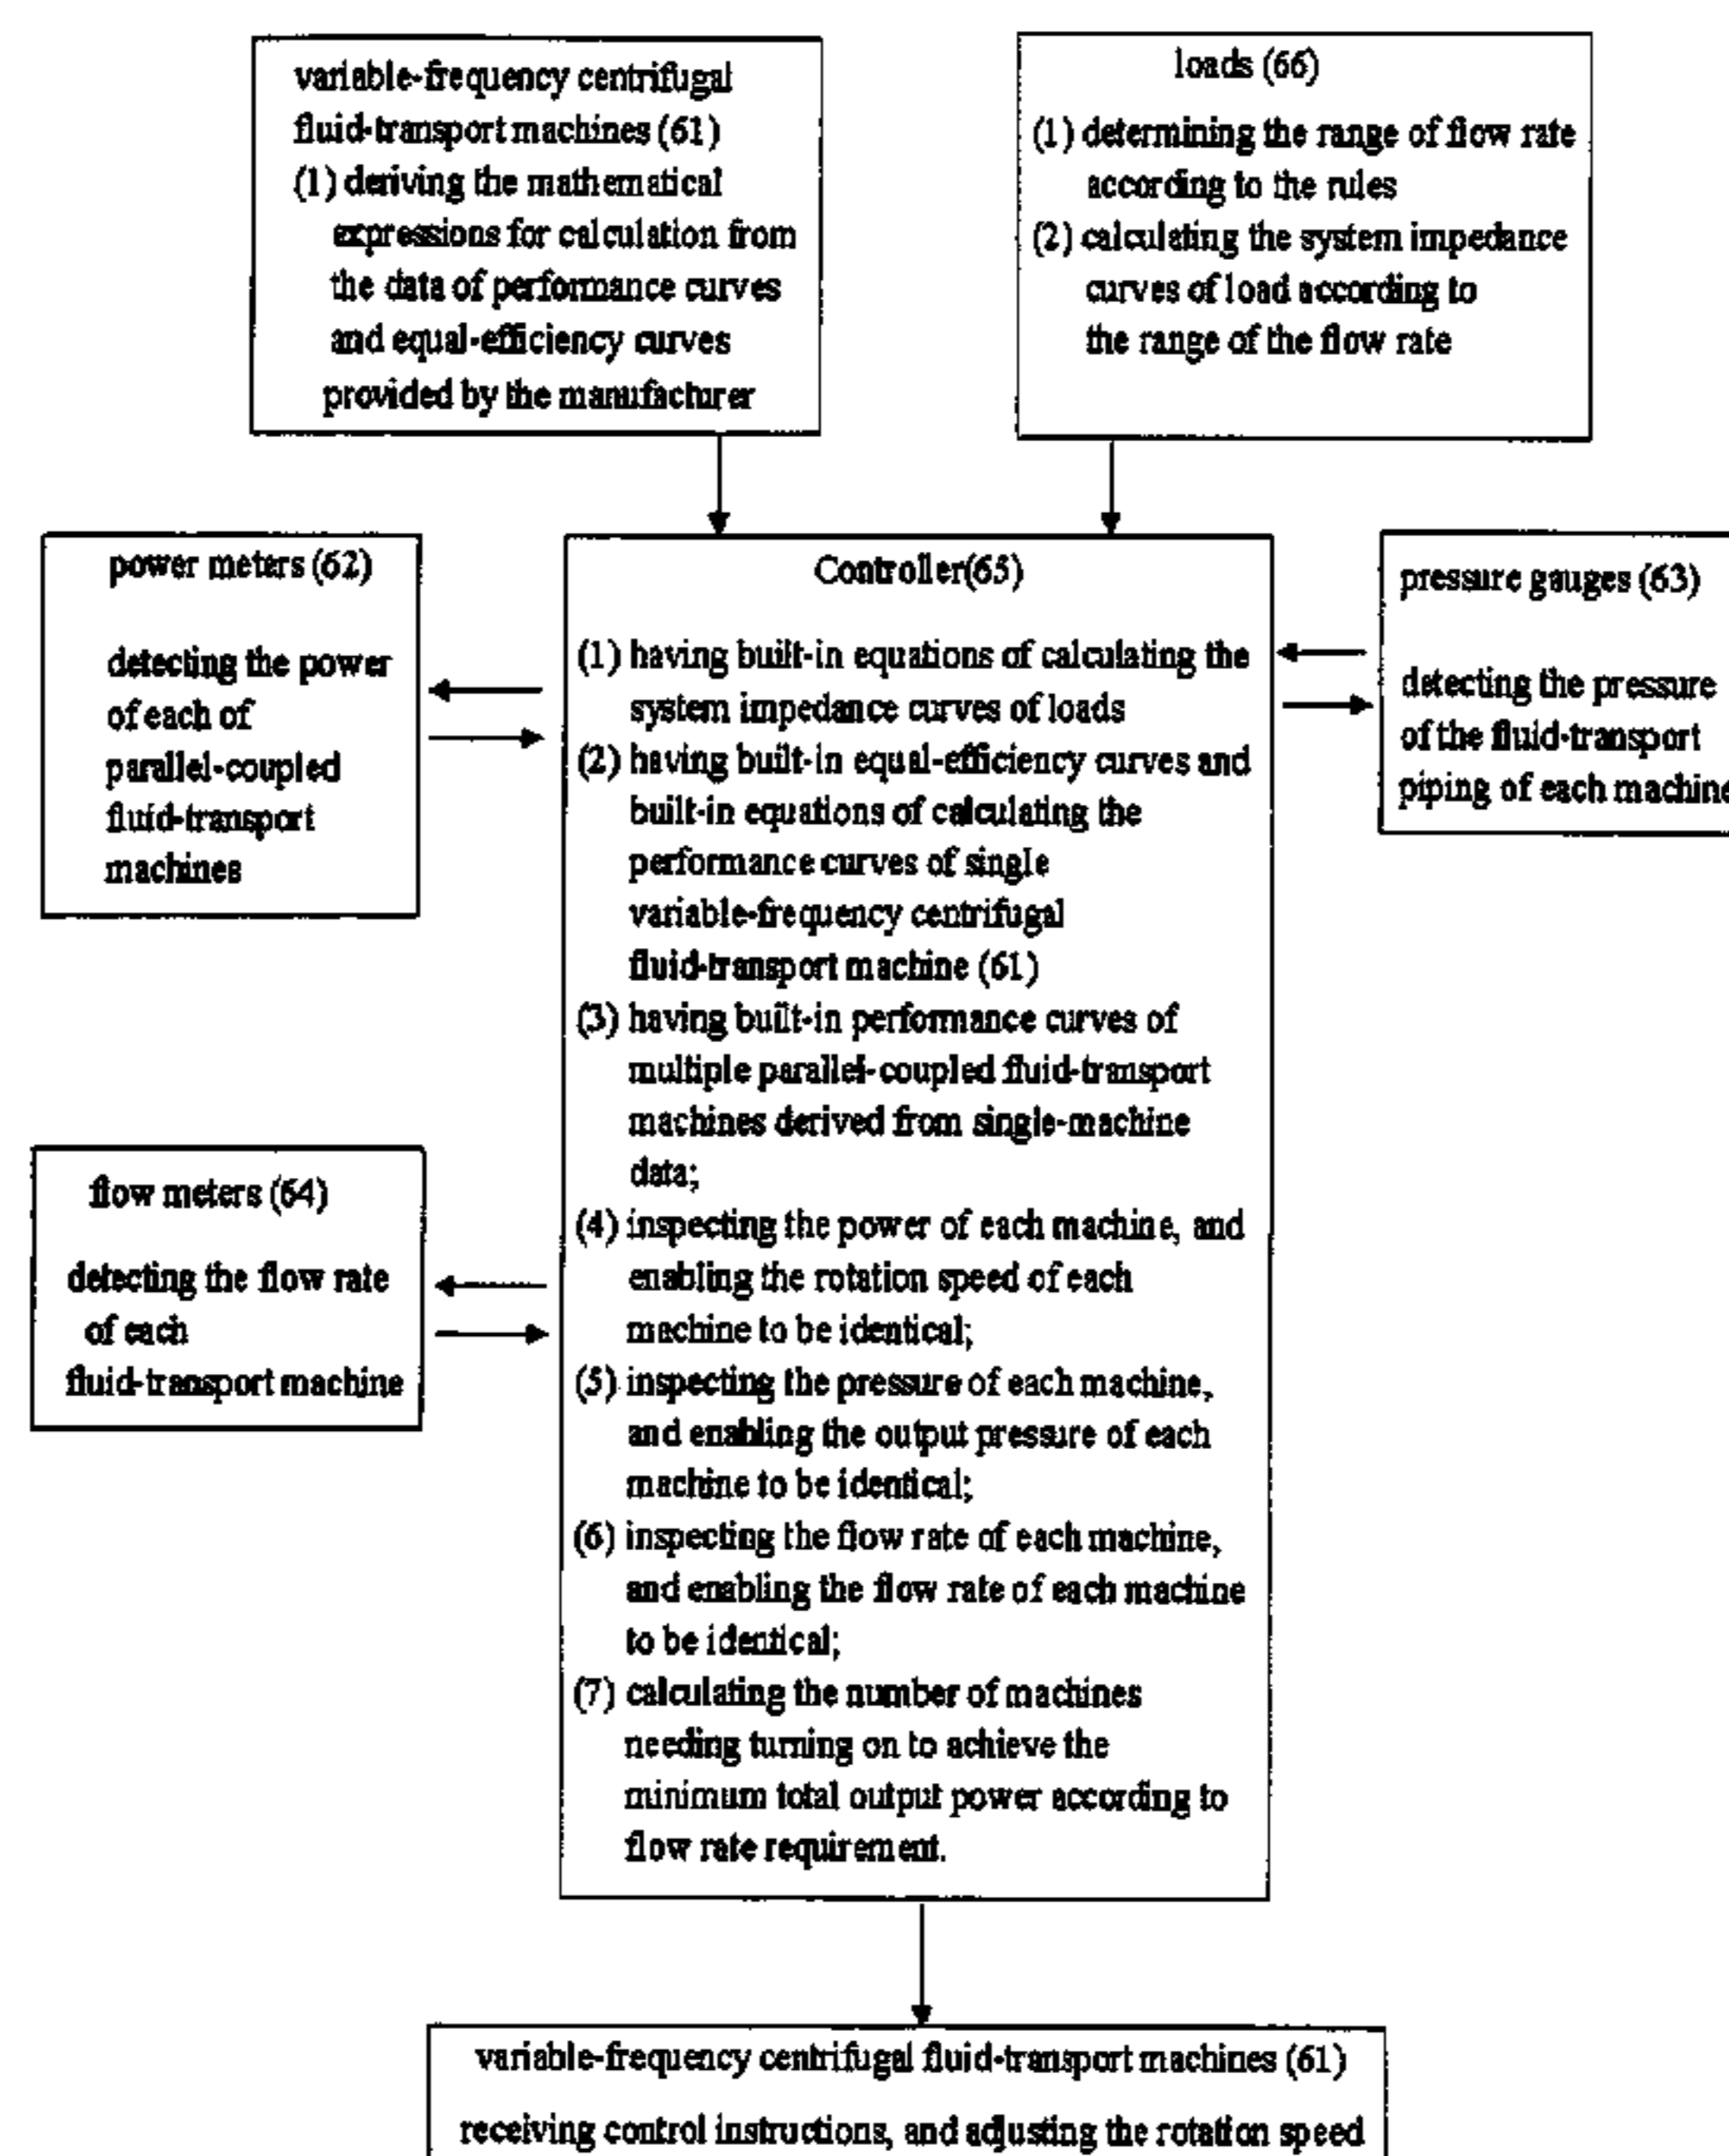 variable-frequency centrifugal
fluid-transport machines (61)
(1) deriving the mathematical
expressions for calculation from
the data of performance curves
and equal-efficiency curves
provided by the manufacturer
loads (66)
(1) determining the range of flow rate
according to the rules
(2) calculating the system impedance
curves of load according to
the range of the flow rate
power meters (62)
detecting the power
of each of
parallel-coupled
fluid-transport
machines
Controller(65)
(1) having built-in equations of calculating the
system impedance curves of loads
(2) having built-in equal-efficiency curves and
built-in equations of calculating the
performance curves of single
variable-frequency centrifugal
fluid-transport machine (61)
(3) having built-in performance curves of
multiple parallel-coupled fluid-transport
machines derived from single-machine
data;
(4) inspecting the power of each machine, and
enabling the rotation speed of each
machine to be identical;
(5) inspecting the pressure of each machine,
and enabling the output pressure of each
machine to be identical;
(6) inspecting the flow rate of each machine,
and enabling the flow rate of each machine
to be identical;
(7) calculating the number of machines
needing turning on to achieve the
minimum total output power according to
flow rate requirement.
pressure gauges (63)
detecting the pressure
of the fluid-transport
piping of each machine
flow meters (64)
detecting the flow rate
of each
fluid-transport machine
variable-frequency centrifugal fluid-transport machines (61)
receiving control instructions, and adjusting the rotation speed